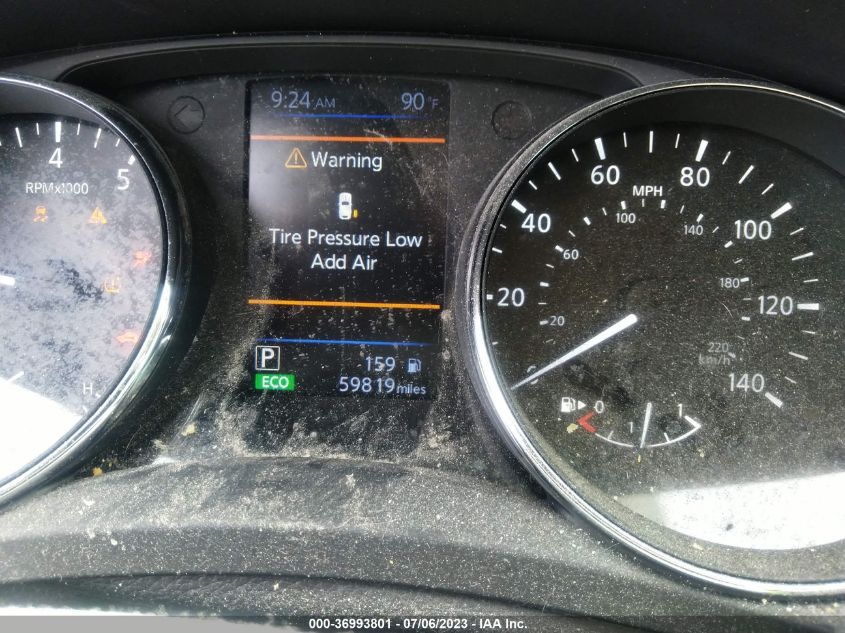 9:24 AM 90°F
Warning
Tire Pressure Low
Add Air
P
159
ECO
59819 miles
4
5
RPMx1000
H
0
20
40
60
80
100
120
140
MPH
20
60
100
140
180
220
km/h
0
1
1
000-36993801 - 07/06/2023 - IAA Inc.